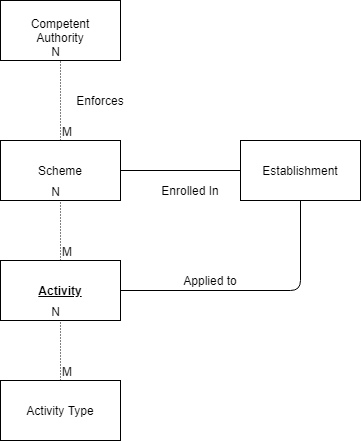 Competent
Authority
N
Enforces
M
Scheme
Establishment
N
Enrolled In
M
Applied to
Activity
N
M
Activity Type